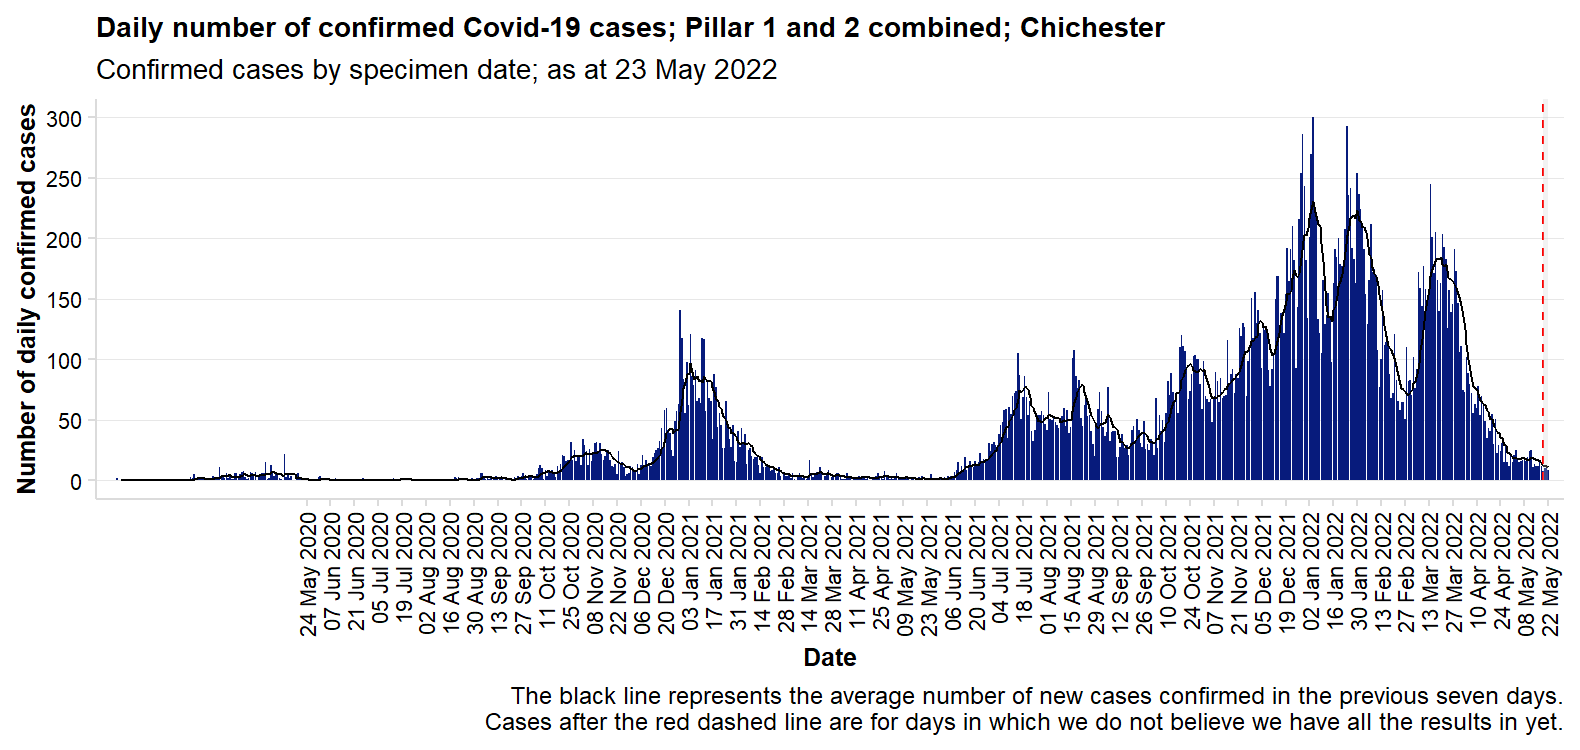 Daily number of confirmed Covid-19 cases; Pillar 1 and 2 combined; Chichester
Confirmed cases by specimen date; as at 23 May 2022
Number of daily confirmed cases
300
250
200
150
100
50
0
24 May 2020
07 Jun 2020
21 Jun 2020
05 Jul 2020
19 Jul 2020
02 Aug 2020
16 Aug 2020
30 Aug 2020
13 Sep 2020
27 Sep 2020
11 Oct 2020
25 Oct 2020
08 Nov 2020
22 Nov 2020
06 Dec 2020
20 Dec 2020
03 Jan 2021
17 Jan 2021
31 Jan 2021
14 Feb 2021
28 Feb 2021
14 Mar 2021
28 Mar 2021
11 Apr 2021
25 Apr 2021
09 May 2021
23 May 2021
06 Jun 2021
20 Jun 2021
04 Jul 2021
18 Jul 2021
01 Aug 2021
15 Aug 2021
29 Aug 2021
12 Sep 2021
26 Sep 2021
10 Oct 2021
24 Oct 2021
07 Nov 2021
21 Nov 2021
05 Dec 2021
19 Dec 2021
02 Jan 2022
16 Jan 2022
30 Jan 2022
13 Feb 2022
27 Feb 2022
13 Mar 2022
27 Mar 2022
10 Apr 2022
24 Apr 2022
08 May 2022
22 May 2022
Date
The black line represents the average number of new cases confirmed in the previous seven days.
Cases after the red dashed line are for days in which we do not believe we have all the results in yet.